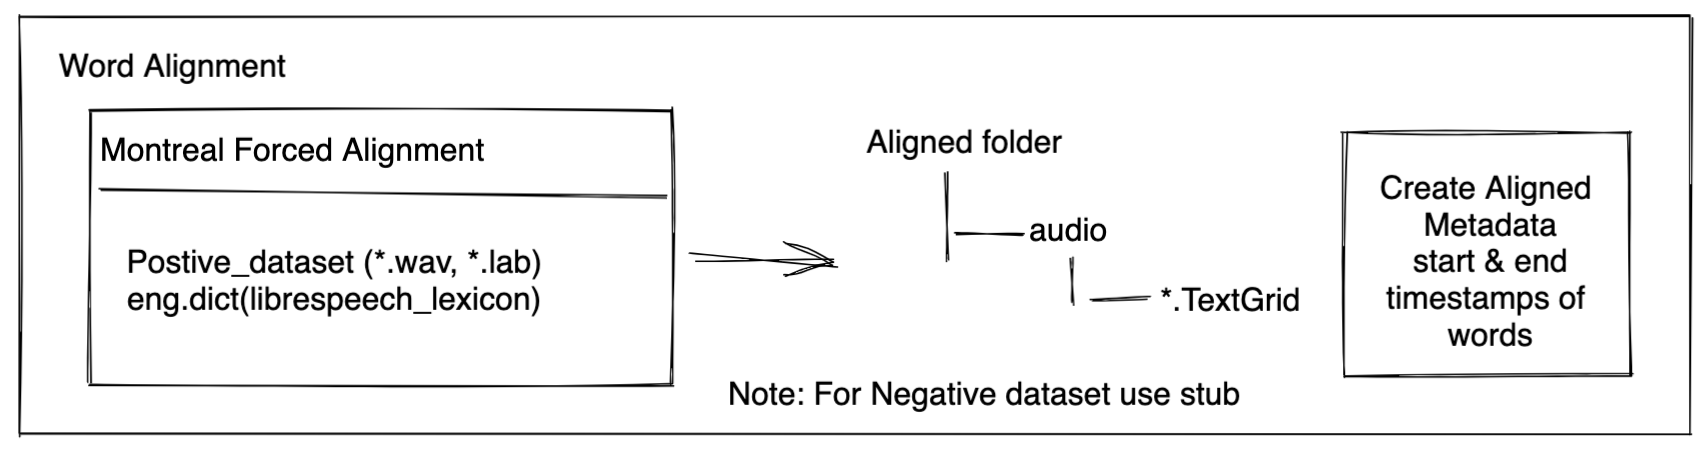 Word Alignment
Montreal Forced Alignment
Postive_dataset (*.wav, *.lab)
eng.dict(librespeech_lexicon)
Aligned folder
audio
*.TextGrid
Note: For Negative dataset use stub
Create Aligned
Metadata
start & end
timestamps of
words